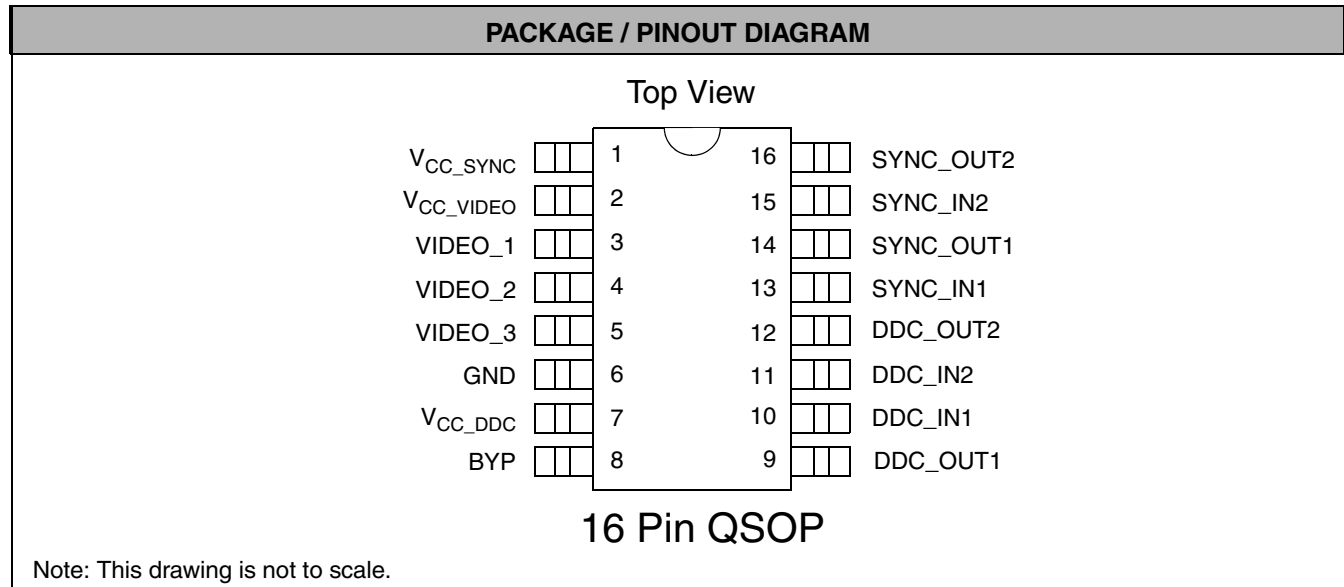 PACKAGE / PINOUT DIAGRAM
Top View
VCC_SYNC 1 16 SYNC_OUT2
VCC_VIDEO 2 15 SYNC_IN2
VIDEO_1 3 14 SYNC_OUT1
VIDEO_2 4 13 SYNC_IN1
VIDEO_3 5 12 DDC_OUT2
GND 6 11 DDC_IN2
VCC_DDC 7 10 DDC_IN1
BYP 8 9 DDC_OUT1
16 Pin QSOP
Note: This drawing is not to scale.